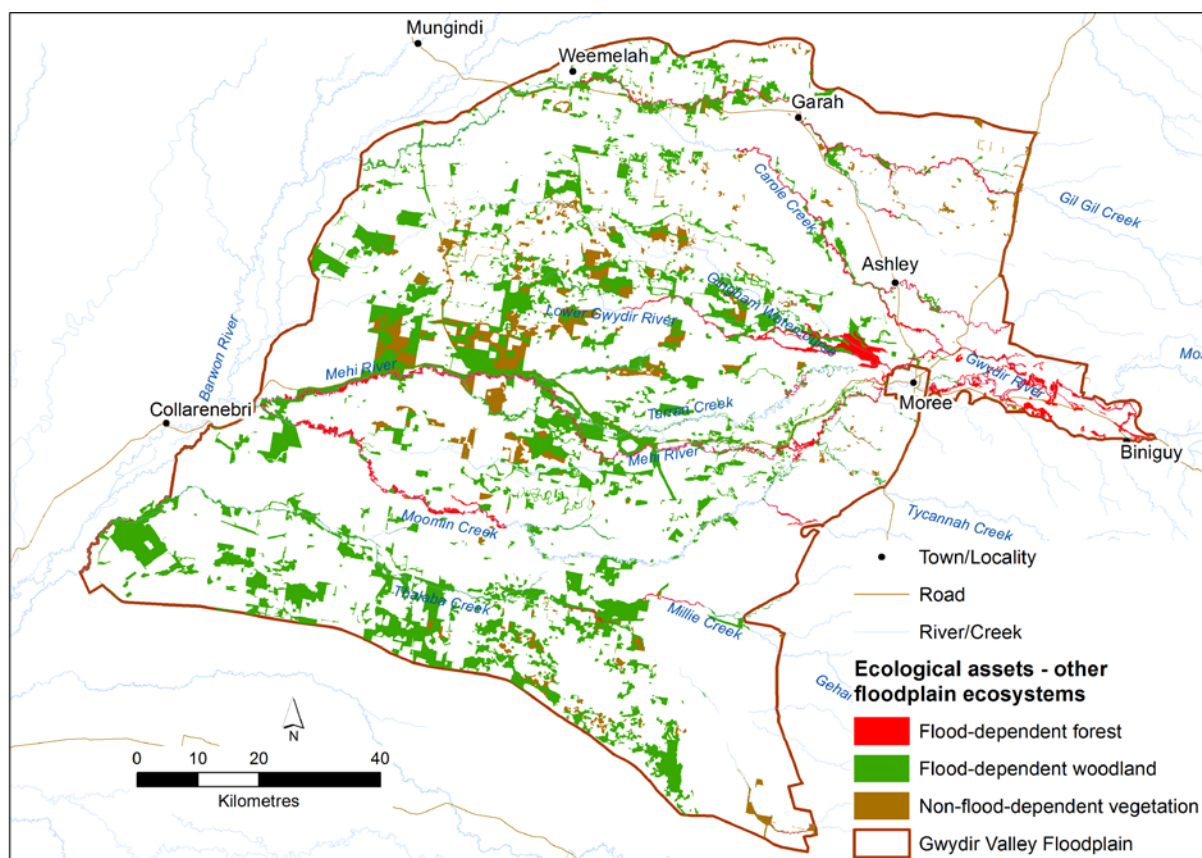 Mungindi
Weemelah
Garah
Carole Creek
Gil Gil Creek
Ashley
Gingham Watercourse
Lower Gwydir River
Barwon River
Mehi River
Gwydir River
Mos
Collarenebri
Moree
Tarran Creek
Mehi River
Biniguy
Moomin Creek
Tycannah Creek
Thalaba Creek
Millie Creek
Gehar
Town/Locality
Road
River/Creek
Ecological assets - other
floodplain ecosystems
Flood-dependent forest
Flood-dependent woodland
Non-flood-dependent vegetation
Gwydir Valley Floodplain
N
0 10 20 40
Kilometres